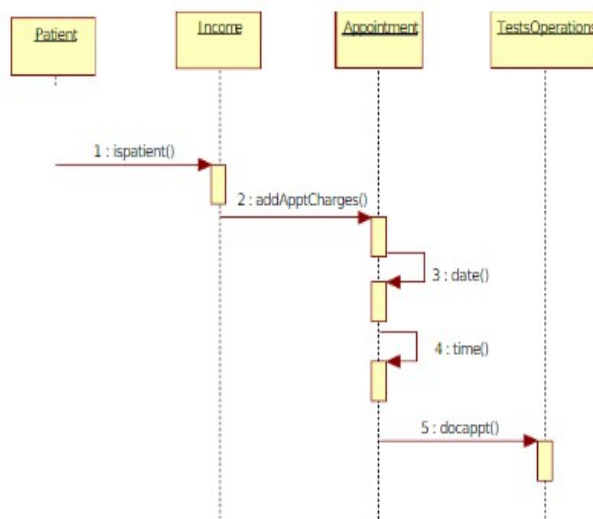 Patient
Income
Appointment
TestsOperations
1 : ispatient()
2 : addApptCharges()
3 : date()
4 : time()
5 : docappt()